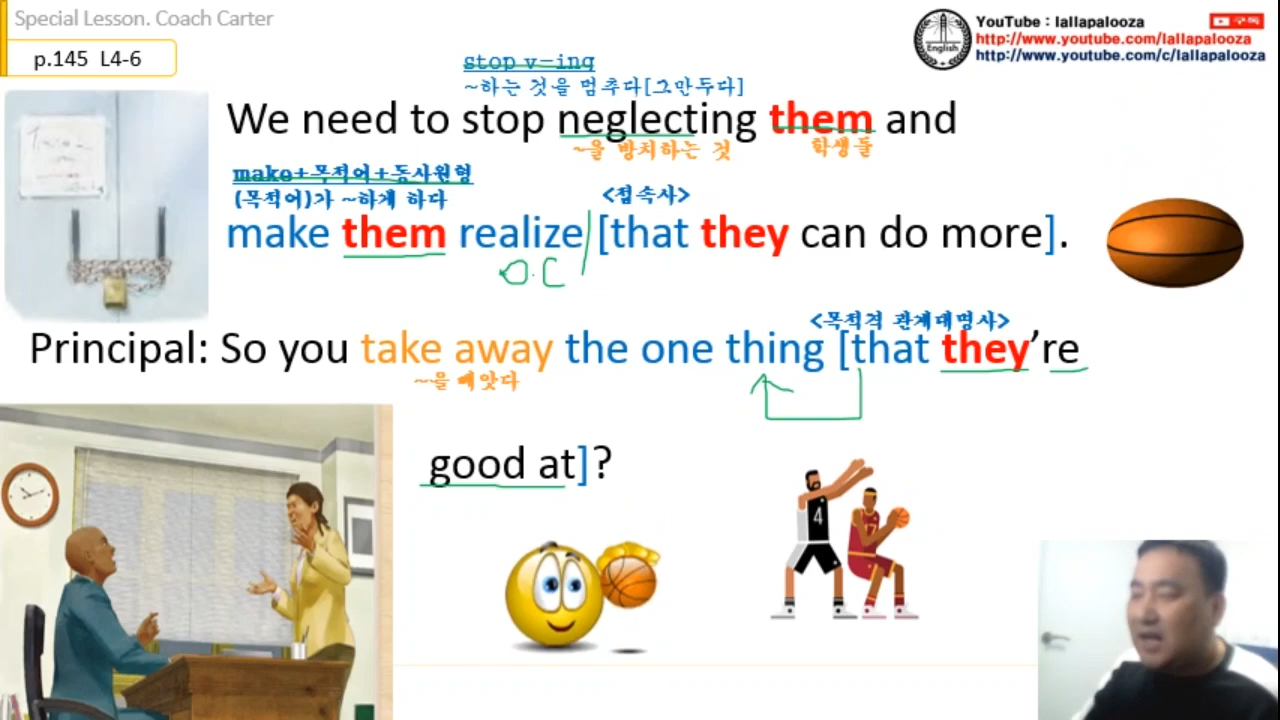 Special Lesson. Coach Carter
p.145 L4-6
English
YouTube : lallapalooza
구독
http://www.youtube.com/lallapalooza
http://www.youtube.com/c/lallapalooza
stop v-ing
~하는 것을 멈추다[그만두다]
We need to stop neglecting them and
~을 방치하는 것 학생들
make+목적어+동사원형
(목적어)가 ~하게 하다 <접속사>
make them realize [that they can do more].
O.C
<목적격 관계대명사>
Principal: So you take away the one thing [that they’re
~을 빼앗다
good at]?
4